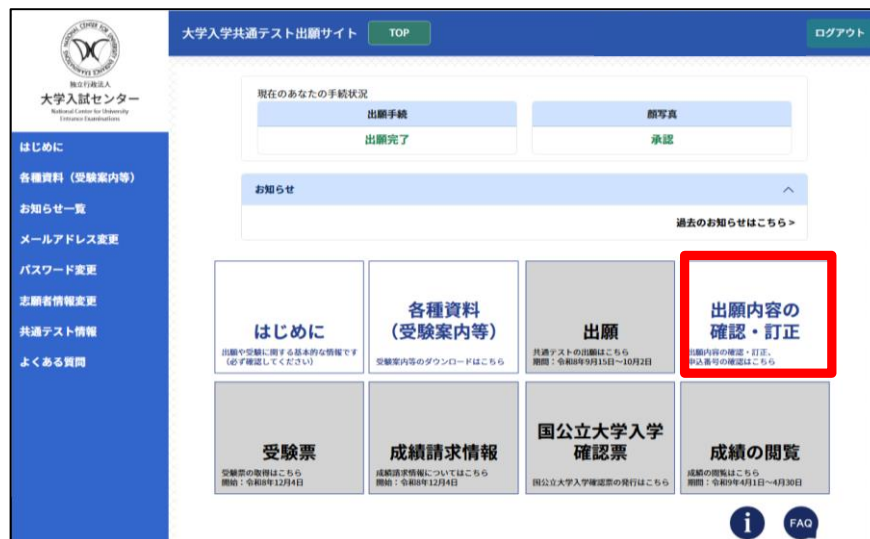 独立行政法人
大学入試センター
National Center for University
Entrance Examinations
大学入学共通テスト出願サイト
TOP
ログアウト
はじめに
各種資料（受験案内等）
お知らせ一覧
メールアドレス変更
パスワード変更
志願者情報変更
共通テスト情報
よくある質問
現在のあなたの手続状況
出願手続
顔写真
出願完了
承認
お知らせ
過去のお知らせはこちら >
はじめに
出願や受験に関する基本的な情報です
（必ず確認してください）
各種資料
（受験案内等）
受験案内等のダウンロードはこちら
出願
共通テストの出願はこちら
期間：令和8年9月15日～10月2日
出願内容の
確認・訂正
出願内容の確認・訂正、
申込番号の確認はこちら
受験票
受験票の取得はこちら
開始：令和8年12月4日
成績請求情報
成績請求情報についてはこちら
開始：令和8年12月4日
国公立大学入学
確認票
国公立大学入学確認票の発行はこちら
成績の閲覧
成績の閲覧はこちら
期間：令和9年4月1日～4月30日
i
FAQ